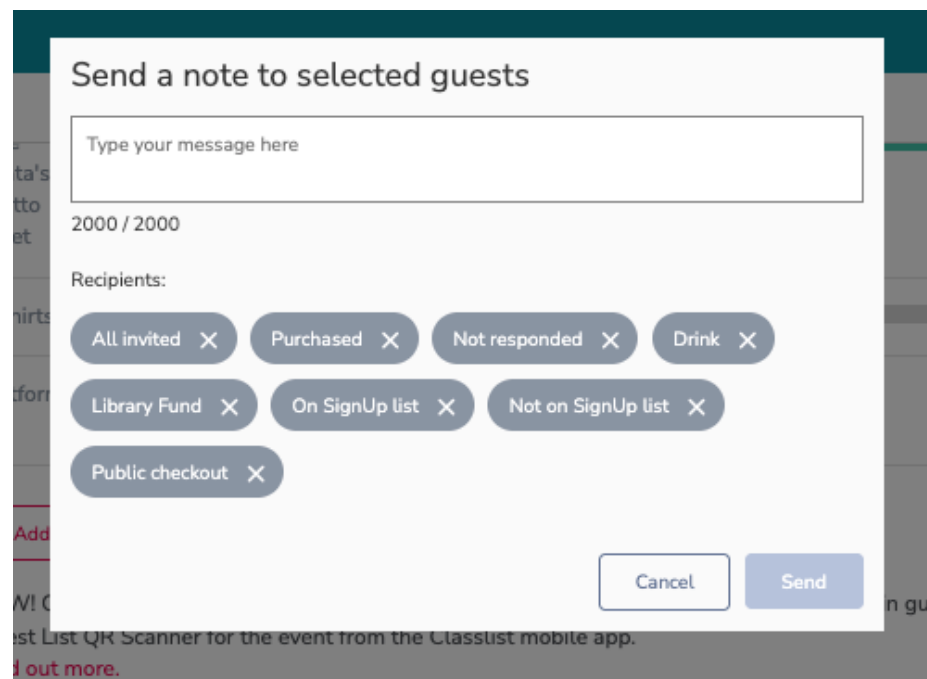 Send a note to selected guests
Type your message here
2000 / 2000
Recipients:
All invited Purchased Not responded Drink
Library Fund On SignUp list Not on SignUp list
Public checkout
Add
Cancel Send
est List QR Scanner for the event from the Classlist mobile app.
out more.